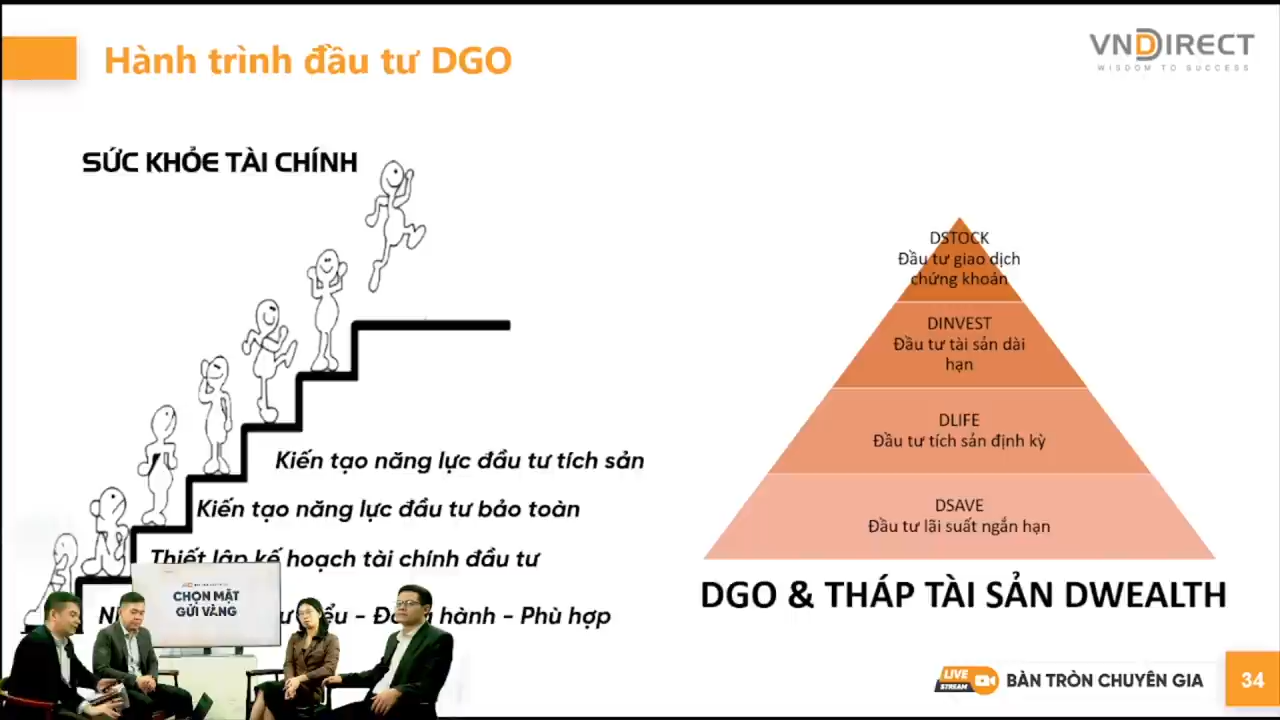 Hành trình đầu tư DGO
VNDIRECT
WISDOM TO SUCCESS
SỨC KHỎE TÀI CHÍNH
Kiến tạo năng lực đầu tư tích sản
Kiến tạo năng lực đầu tư bảo toàn
Thiết lập kế hoạch tài chính đầu tư
hành - Phù hợp
CHỌN MẶT
GỬI VÀNG
DSTOCK
Đầu tư giao dịch
chứng khoán
DINVEST
Đầu tư tài sản dài
hạn
DLIFE
Đầu tư tích sản định kỳ
DSAVE
Đầu tư lãi suất ngắn hạn
DGO & THÁP TÀI SẢN DWEALTH
LIVE
STREAM
BÀN TRÒN CHUYÊN GIA
34